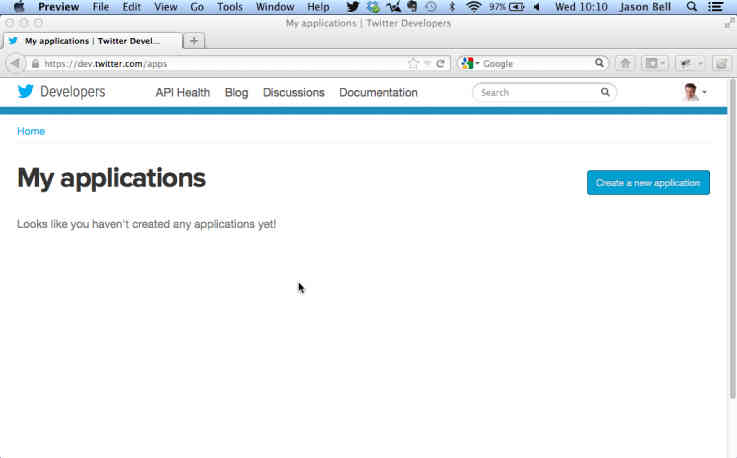 Preview File Edit View Go Tools Window Help 97% Wed 10:10 Jason Bell
My applications | Twitter Developers
My applications | Twitter Devel... +
https://dev.twitter.com/apps Google
Developers API Health Blog Discussions Documentation Search
Home
My applications
Create a new application
Looks like you haven't created any applications yet!